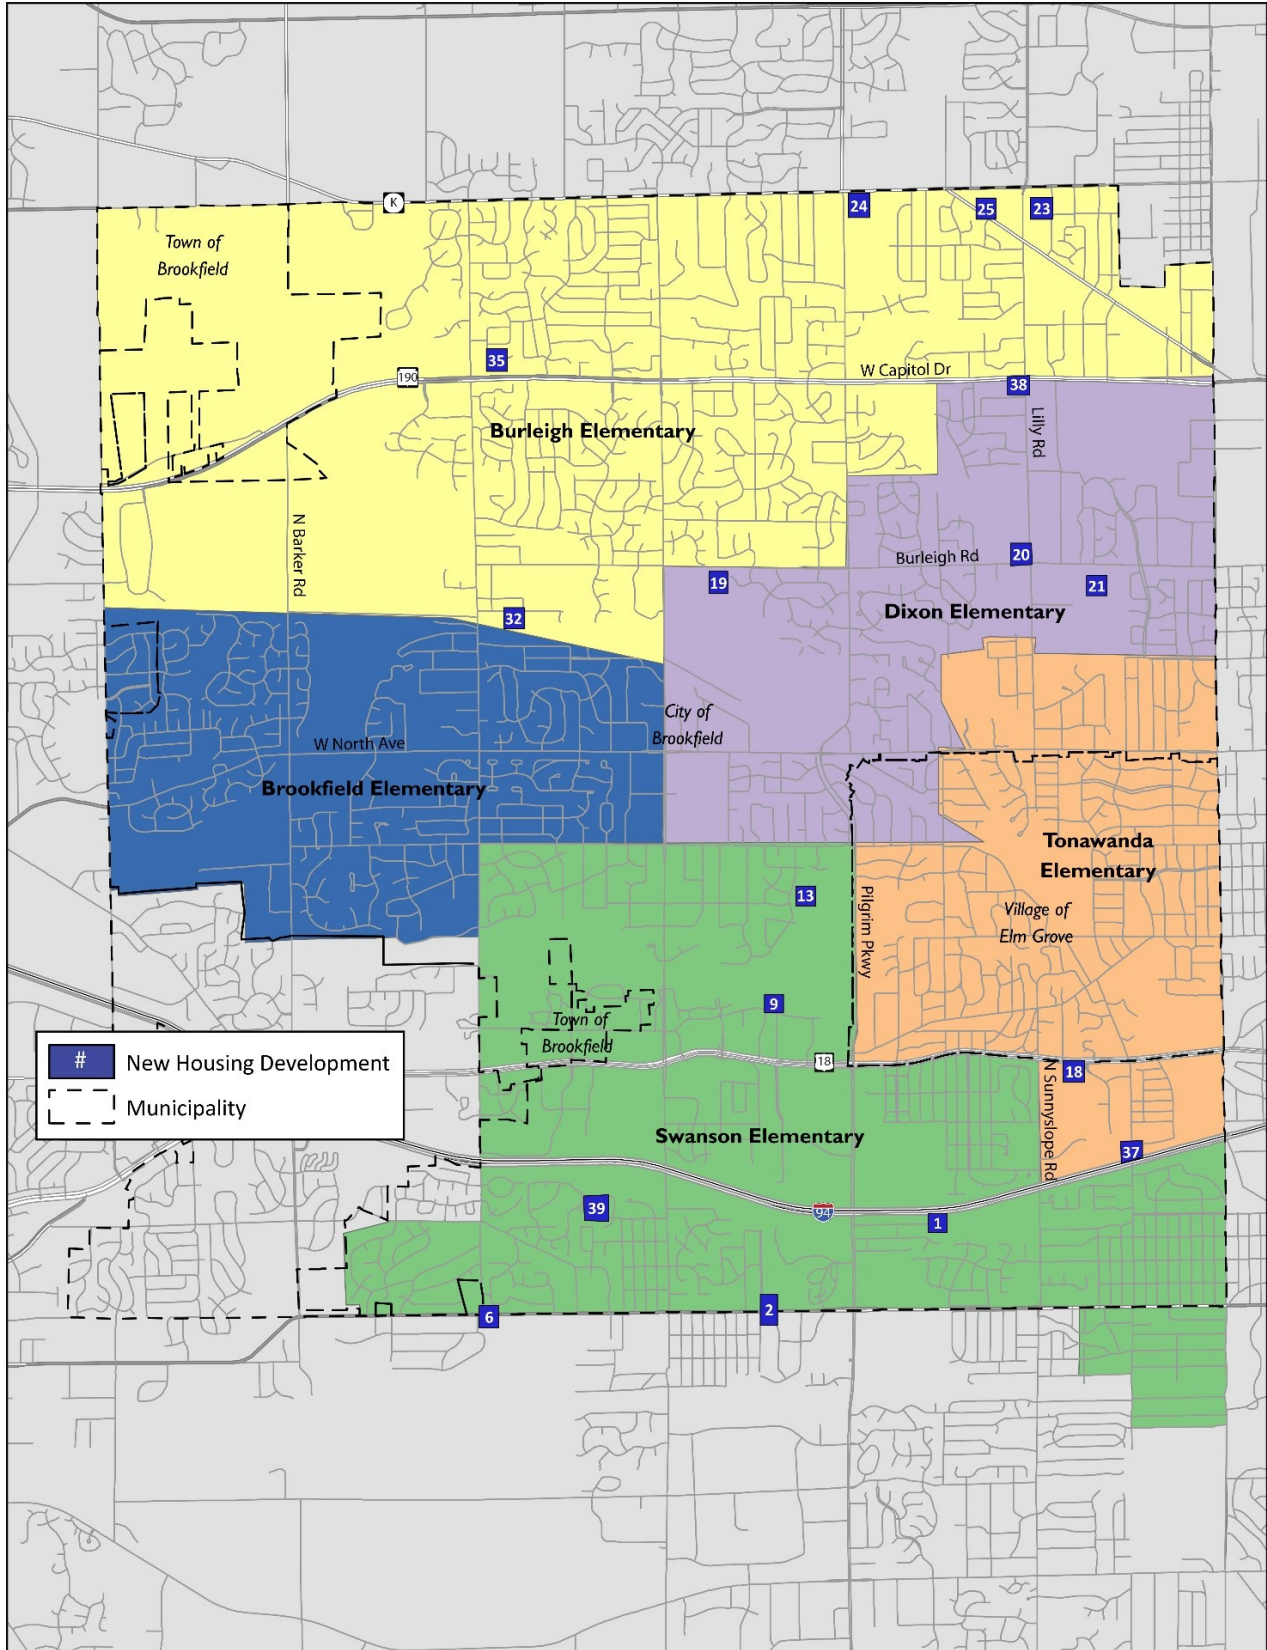 K
24
25
23
Town of
Brookfield
35
W Capitol Dr
190
38
Lilly Rd
Burleigh Elementary
N Barker Rd
Burleigh Rd
20
19
21
Dixon Elementary
32
City of
Brookfield
W North Ave
Brookfield Elementary
Tonawanda
Elementary
13
Pilgrim Pkwy
Village of
Elm Grove
9
Town of
Brookfield
# New Housing Development
Municipality
18
18
N Sunnyslope Rd
Swanson Elementary
37
39
94
1
6
2